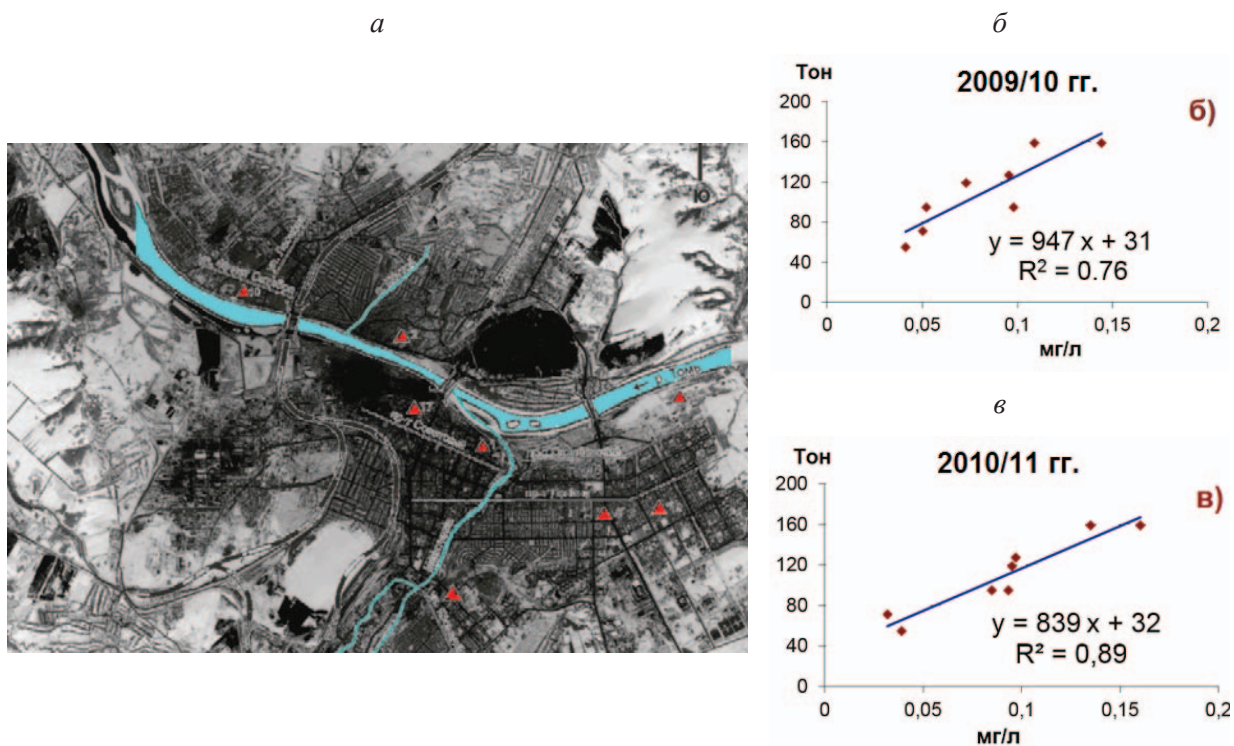 а
р. ТОМЬ
Ю
б
Тон
2009/10 гг.
б)
200
160
120
80
40
0
y = 947 x + 31
R² = 0.76
0
0,05
0,1
0,15
0,2
мг/л
в
Тон
2010/11 гг.
в)
200
160
120
80
40
0
y = 839 x + 32
R² = 0,89
0
0,05
0,1
0,15
0,2
мг/л